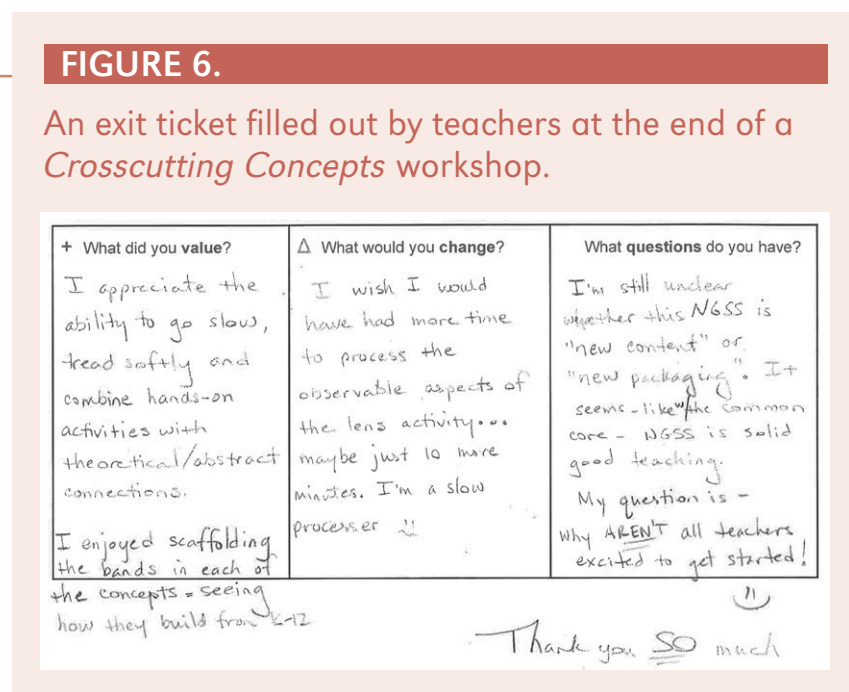 FIGURE 6.
An exit ticket filled out by teachers at the end of a
Crosscutting Concepts workshop.
+ What did you value?
I appreciate the
ability to go slow,
tread softly and
combine hands-on
activities with
theoretical/abstract
connections.
I enjoyed scaffolding
the bands in each of
the concepts = seeing
how they build from K-12
Δ What would you change?
I wish I would
have had more time
to process the
observable aspects of
the lens activity...
maybe just 10 more
minutes. I'm a slow
processer
What questions do you have?
I'm still unclear
whether this NGSS is
"new content" or
"new packaging". It
seems - like w/the common
core - NGSS is solid
good teaching.
My question is -
why AREN'T all teachers
excited to get started!
Thank you SO much